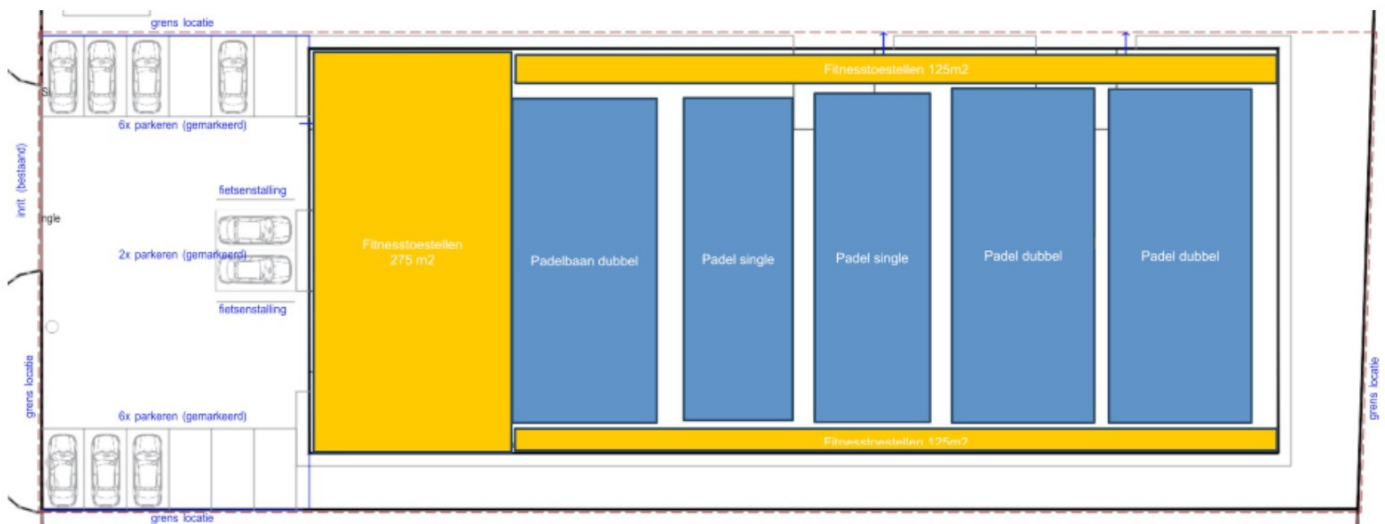 grens locatie
Fitnesstoestellen 125m2
6x parkeren (gemarkeerd)
inrit (bestaand)
fietsenstalling
ngle
Fitnesstoestellen
275 m2
2x parkeren (gemarkeerd)
Padelbaan dubbel
Padel single
Padel single
Padel dubbel
Padel dubbel
fietsenstalling
grens locatie
grens locatie
6x parkeren (gemarkeerd)
Fitnesstoestellen 125m2
grens locatie